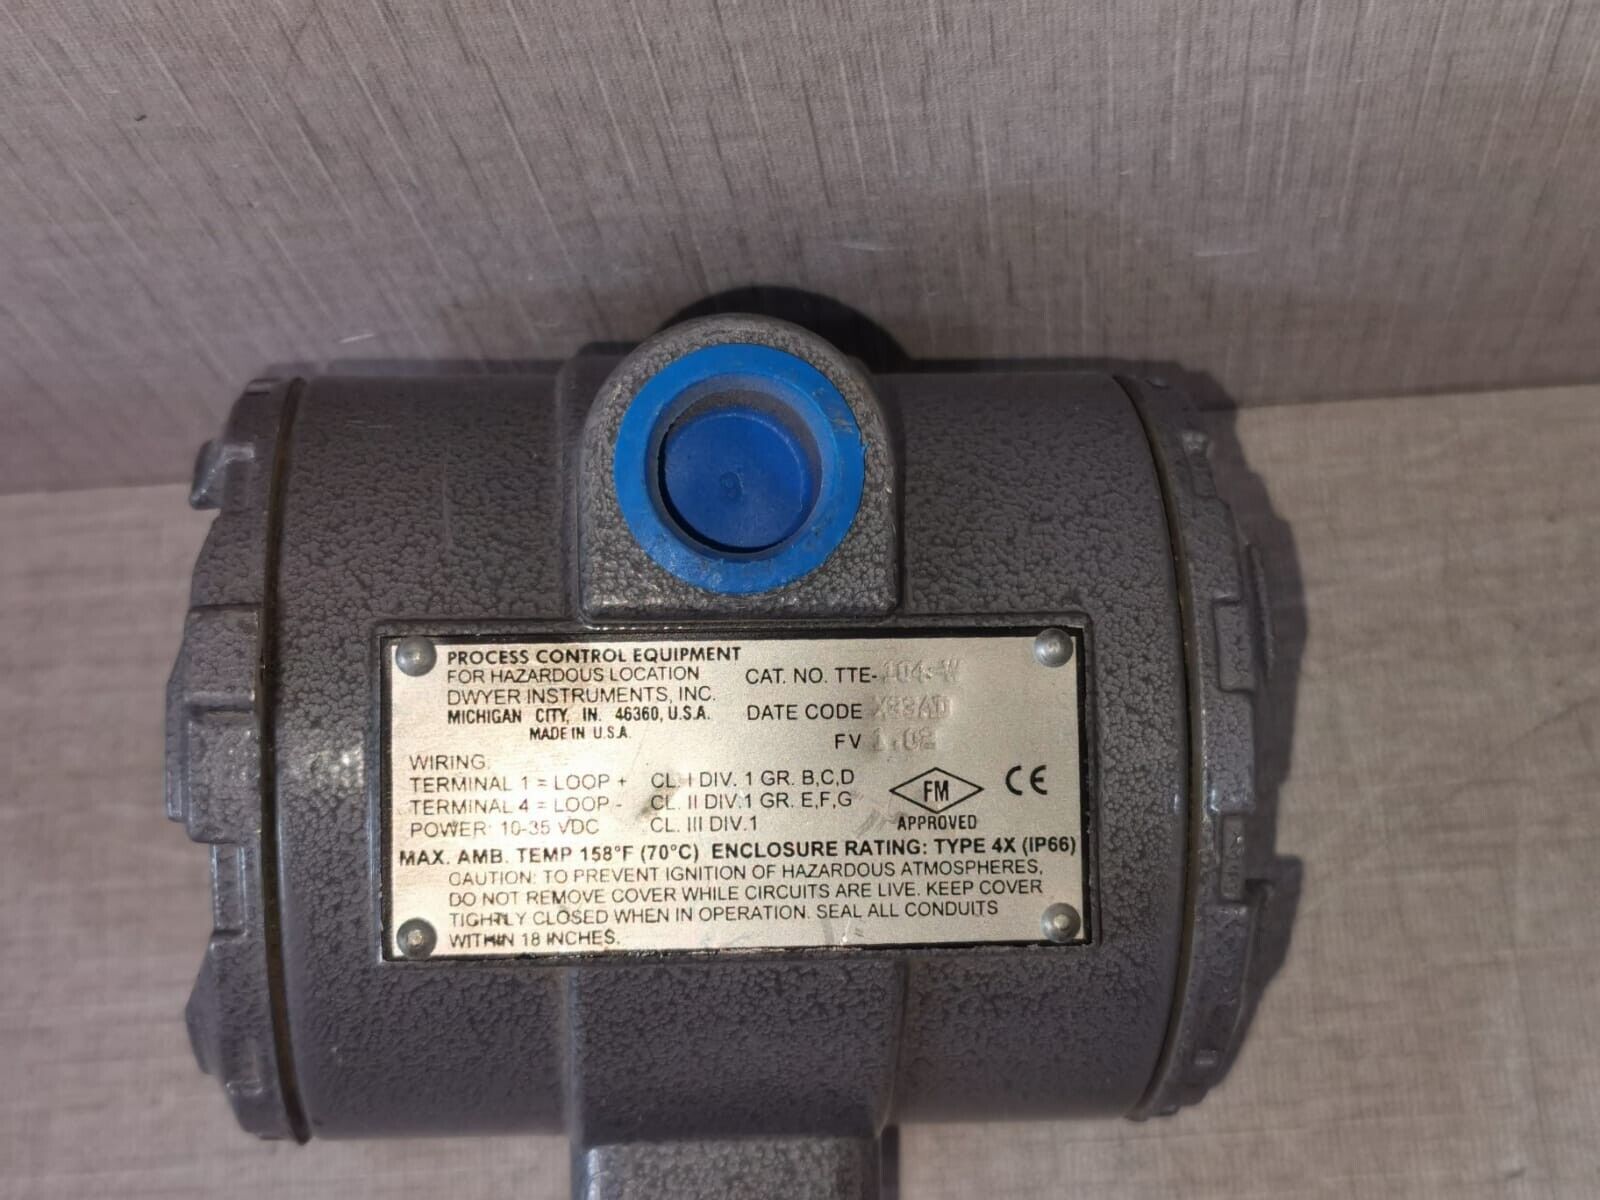 PROCESS CONTROL EQUIPMENT
FOR HAZARDOUS LOCATION
DWYER INSTRUMENTS, INC.
MICHIGAN CITY, IN. 46360, U.S.A.
MADE IN U.S.A.
CAT. NO. TTE-104-W
DATE CODE
FV 1.02
WIRING:
TERMINAL 1 = LOOP + CL. I DIV. 1 GR. B,C,D
TERMINAL 4 = LOOP - CL. II DIV.1 GR. E,F,G
POWER: 10-35 VDC CL. III DIV.1
FM
APPROVED
CE
MAX. AMB. TEMP 158°F (70°C) ENCLOSURE RATING: TYPE 4X (IP66)
CAUTION: TO PREVENT IGNITION OF HAZARDOUS ATMOSPHERES,
DO NOT REMOVE COVER WHILE CIRCUITS ARE LIVE. KEEP COVER
TIGHTLY CLOSED WHEN IN OPERATION. SEAL ALL CONDUITS
WITHIN 18 INCHES.